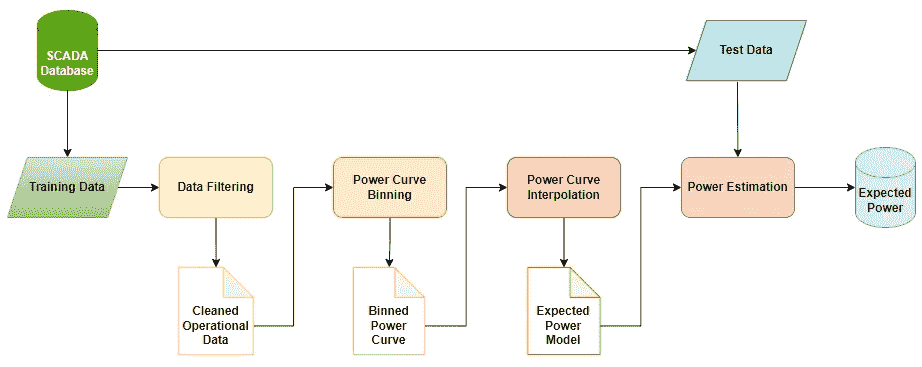 SCADA
Database
Test Data
Training Data
Data Filtering
Power Curve
Binning
Power Curve
Interpolation
Power Estimation
Expected
Power
Cleaned
Operational
Data
Binned
Power
Curve
Expected
Power
Model